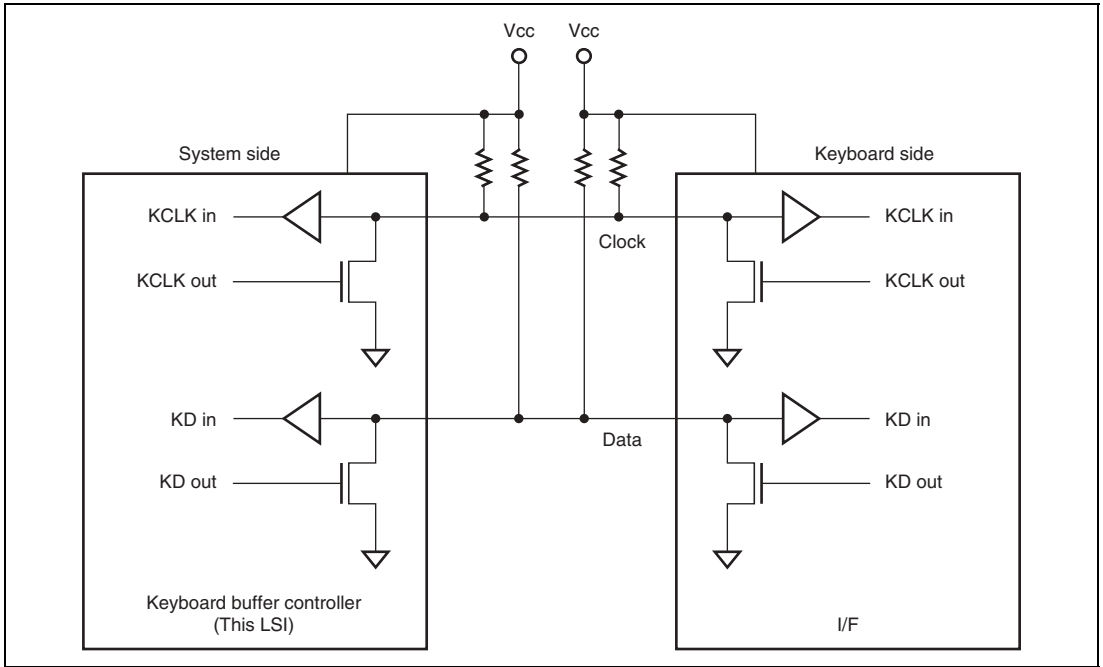 Vcc
Vcc
System side
Keyboard side
KCLK in
KCLK in
Clock
KCLK out
KCLK out
KD in
KD in
Data
KD out
KD out
Keyboard buffer controller
(This LSI)
I/F